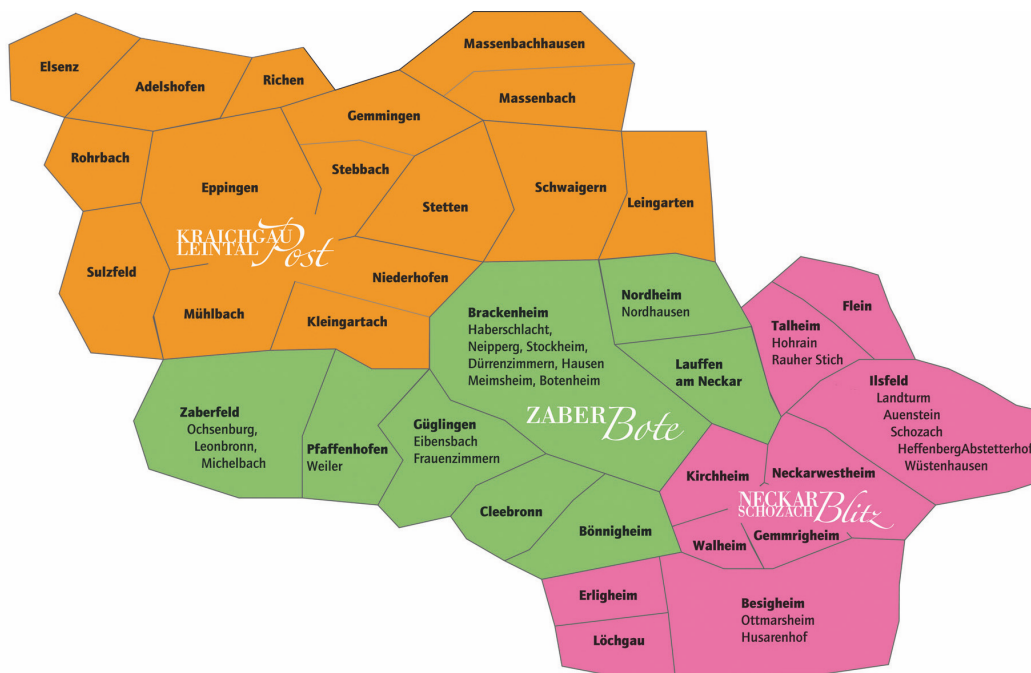 Massenbachhausen
Elsenz
Adelshofen
Richen
Massenbach
Gemmingen
Rohrbach
Eppingen
Stebbach
Stetten
Schwaigern
Leingarten
KRAICHGAU
LEINTAL Post
Sulzfeld
Niederhofen
Mühlbach
Kleingartach
Brackenheim
Haberschlacht,
Neipperg, Stockheim,
Dürrenzimmern, Hausen
Meimsheim, Botenheim
Nordheim
Nordhausen
Flein
Talheim
Hohrain
Rauher Stich
Lauffen
am Neckar
Ilsfeld
Landturm
Auenstein
Schozach
HeffenbergAbstetterhof
Wüstenhausen
Zaberfeld
Ochsenburg,
Leonbronn,
Michelbach
Pfaffenhofen
Weiler
Güglingen
Eibensbach
Frauenzimmern
ZABER Bote
Kirchheim
Neckarwestheim
NECKAR
SCHOZACH Blitz
Cleebronn
Bönnigheim
Walheim
Gemmrigheim
Erligheim
Löchgau
Besigheim
Ottmarsheim
Husarenhof